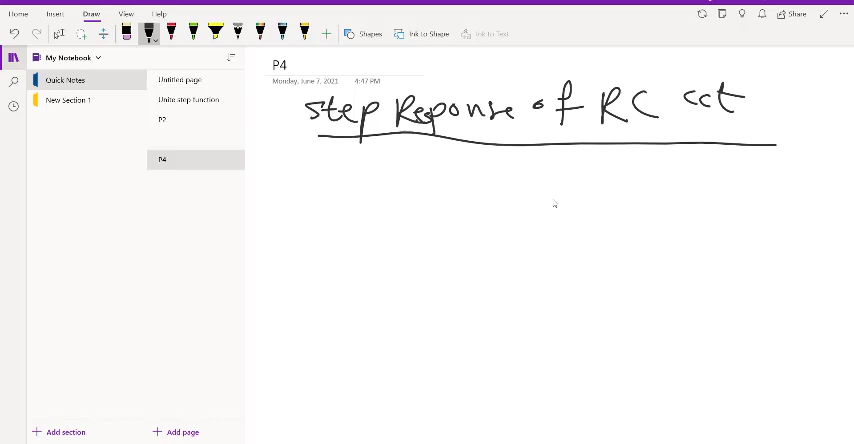 Home Insert Draw View Help Share
Shapes Ink to Shape Ink to Text
My Notebook
Quick Notes
New Section 1
Untitled page
Unite step function
P2
P4
Add section
Add page
P4
Monday, June 7, 2021 4:47 PM
step Response of RC cct